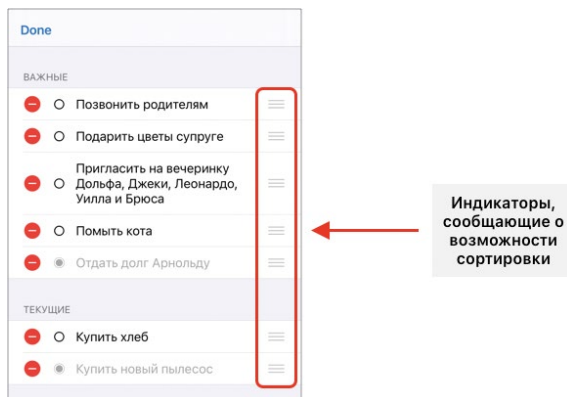 Done
ВАЖНЫЕ
Позвонить родителям
Подарить цветы супруге
Пригласить на вечеринку
Дольфа, Джеки, Леонардо,
Уилла и Брюса
Помыть кота
Отдать долг Арнольду
ТЕКУЩИЕ
Купить хлеб
Купить новый пылесос
Индикаторы,
сообщающие о
возможности
сортировки